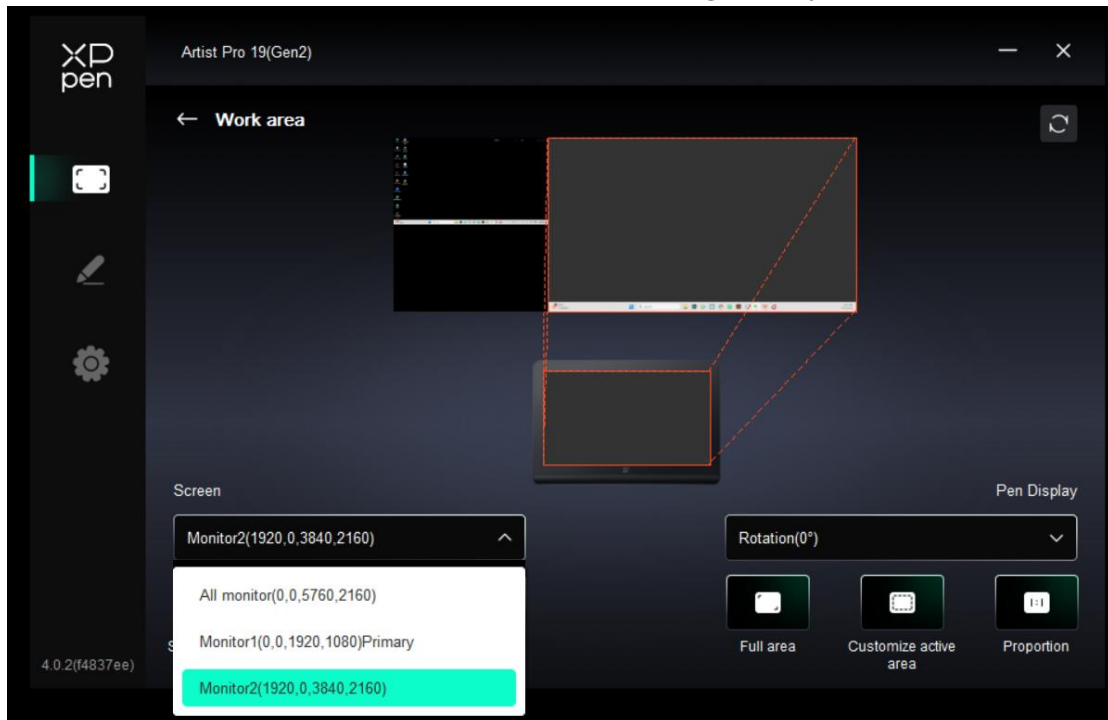 XP
pen
Artist Pro 19(Gen2)
← Work area
Screen
Pen Display
Monitor2(1920,0,3840,2160)
Rotation(0°)
All monitor(0,0,5760,2160)
Monitor1(0,0,1920,1080)Primary
Monitor2(1920,0,3840,2160)
Full area
Customize active
area
1:1
Proportion
4.0.2(f4837ee)